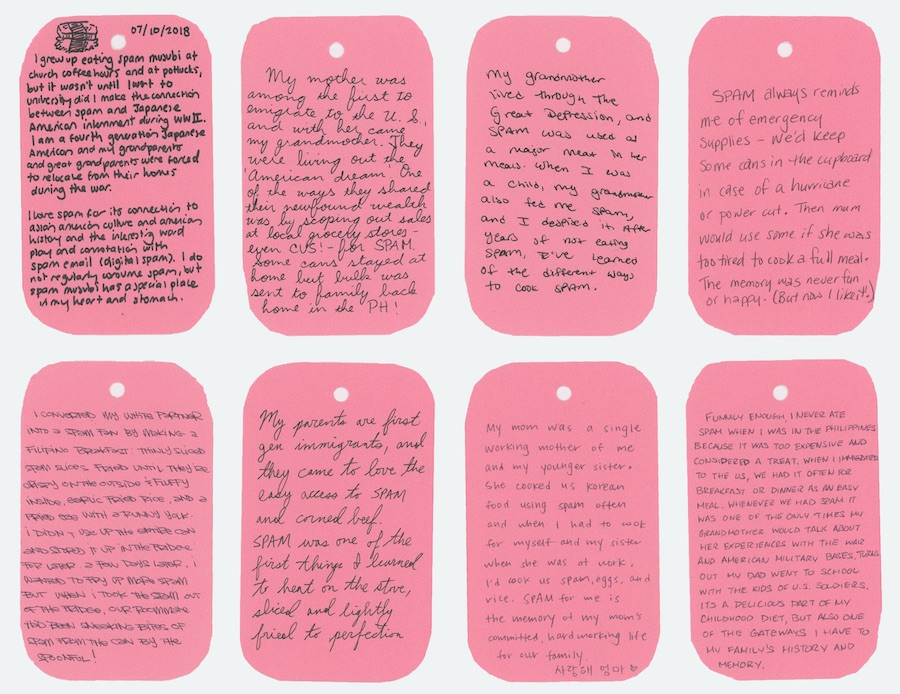 07/10/2018
I grew up eating spam musubi at
church coffee hours and at potlucks,
but it wasn't until I went to
university did I make the connection
between spam and Japanese
American internment during WWII.
I am a fourth generation Japanese
American and my grandparents
and great grandparents were forced
to relocate from their homes
during the war.
I love spam for its connection to
asian american culture and american
history and the interesting word
play and connotation with
spam email (digital spam). I do
not regularly consume spam, but
spam musubi has a special place
in my heart and stomach.
My mother was
among the first to
emigrate to the U.S.,
and with her came
my grandmother. They
were living out the
'American dream'. One
of the ways they shared
their newfound wealth
was by scoping out sales
at local grocery stores -
even CVS! - for SPAM.
Some cans stayed at
home but bulk was
sent to family back
home in the PH!
My grandmother
lived through the
Great Depression, and
SPAM was used as
a major meat in her
meals. When I was
a child, my grandmother
also fed me Spam,
and I despised it. After
years of not eating
Spam, I've learned
of the different ways
to cook SPAM.
SPAM always reminds
me of emergency
supplies - we'd keep
some cans in the cupboard
in case of a hurricane
or power cut. Then mum
would use some if she was
too tired to cook a full meal.
The memory was never fun
or happy. (But now I like it!)
I CONVERTED MY WHITE PARTNER
INTO A SPAM FAN BY MAKING A
FILIPINO BREAKFAST: THINLY SLICED
SPAM SLICES FRIED UNTIL THEY'RE
CRISPY ON THE OUTSIDE & FLUFFY
INSIDE, GARLIC FRIED RICE, AND A
FRIED EGG WITH A RUNNY YOLK.
I DIDN'T USE UP THE ENTIRE CAN
AND STORED IT UP IN THE FRIDGE
FOR LATER. A FEW DAYS LATER, I
WANTED TO FRY UP MORE SPAM
BUT WHEN I TOOK THE SPAM OUT
OF THE FRIDGE, OUR ROOMMATE
HAD BEEN SNEAKING BITES OF
SPAM FROM THE CAN BY THE
SPOONFUL!
My parents are first
gen immigrants, and
they came to love the
easy access to SPAM
and corned beef.
SPAM was one of the
first things I learned
to heat on the stove,
sliced and lightly
fried to perfection
My mom was a single
working mother of me
and my younger sister.
She cooked us Korean
food using spam often
and when I had to cook
for myself and my sister
when she was at work,
I'd cook us spam, eggs, and
rice. SPAM for me is
the memory of my mom's
committed, hardworking life
for our family.
사랑해 엄마 ♡
FUNNILY ENOUGH, I NEVER ATE
SPAM WHEN I WAS IN THE PHILIPPINES
BECAUSE IT WAS TOO EXPENSIVE AND
CONSIDERED A TREAT. WHEN I IMMIGRATED
TO THE US, WE HAD IT OFTEN FOR
BREAKFAST OR DINNER AS AN EASY
MEAL. WHENEVER WE HAD SPAM IT
WAS ONE OF THE ONLY TIMES MY
GRANDMOTHER WOULD TALK ABOUT
HER EXPERIENCES WITH THE WAR
AND AMERICAN MILITARY BASES. TURNS
OUT MY DAD WENT TO SCHOOL
WITH THE KIDS OF U.S. SOLDIERS.
ITS A DELICIOUS PART OF MY
CHILDHOOD DIET, BUT ALSO ONE
OF THE GATEWAYS I HAVE TO
MY FAMILY'S HISTORY AND
MEMORY.